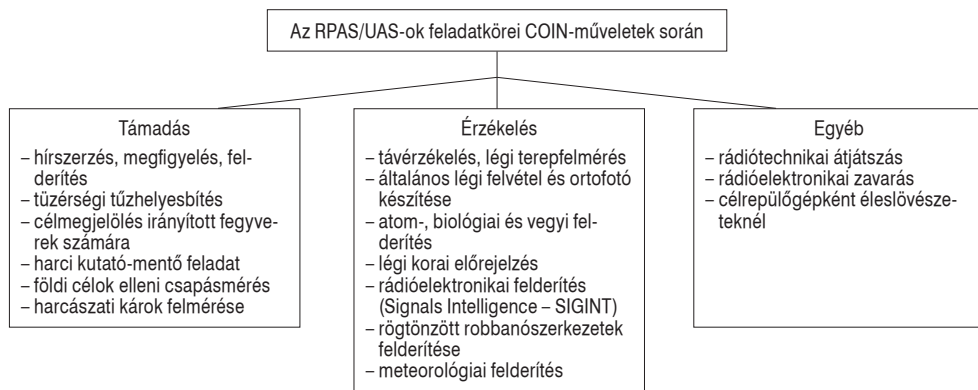 Az RPAS/UAS-ok feladatkörei COIN-műveletek során
Támadás
– hírszerzés, megfigyelés, fel-
derítés
– tüzérségi tűzhelyesbítés
– célmegjelölés irányított fegyve-
rek számára
– harci kutató-mentő feladat
– földi célok elleni csapásmérés
– harcászati károk felmérése
Érzékelés
– távérzékelés, légi terepfelmérés
– általános légi felvétel és ortofotó
készítése
– atom-, biológiai és vegyi fel-
derítés
– légi korai előrejelzés
– rádióelektronikai felderítés
(Signals Intelligence – SIGINT)
– rögtönzött robbanószerkezetek
felderítése
– meteorológiai felderítés
Egyéb
– rádiótechnikai átjátszás
– rádióelektronikai zavarás
– célrepülőgépként éleslövésze-
teknél